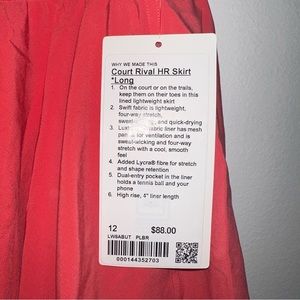 WHY WE MADE THIS
Court Rival HR Skirt
*Long
1. On the court or on the trails,
keep them on their toes in this
lined lightweight skirt
2. Swift fabric is lightweight,
four-way stretch,
and quick-drying
3. fabric liner has mesh
for ventilation and is
sweat-wicking and four-way
stretch with a cool, smooth
feel
4. Added Lycra® fibre for stretch
and shape retention
5. Dual-entry pocket in the liner
holds a tennis ball and your
phone
6. High rise, 4" liner length
12 $88.00
LW8ABUT PLBR
000144352703